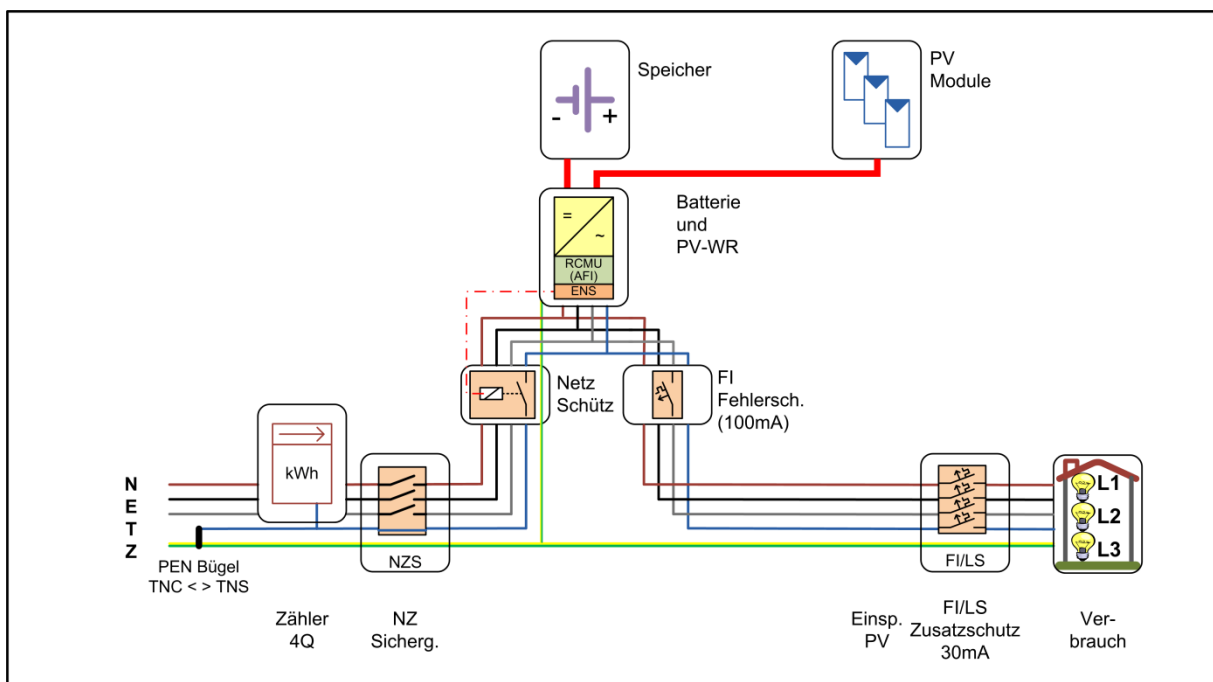 Speicher
- +
PV
Module
=
~
RCMU
(AFI)
ENS
Batterie
und
PV-WR
Netz
Schütz
FI
Fehlersch.
(100mA)
kWh
N
E
T
Z
NZS
FI/LS
L1
L2
L3
PEN Bügel
TNC < > TNS
Zähler
4Q
NZ
Sicherg.
Einsp.
PV
FI/LS
Zusatzschutz
30mA
Ver-
brauch